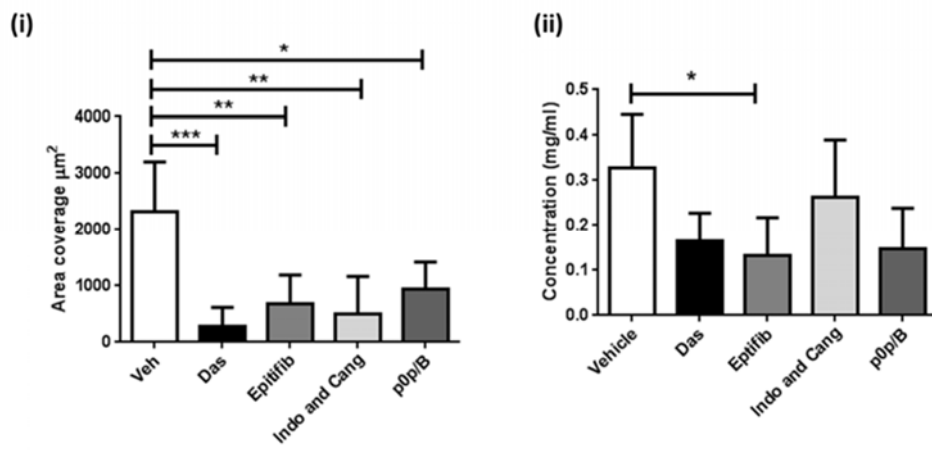 (i)
*
**
**
***
Area coverage µm²
4000
3000
2000
1000
0
Veh
Das
Epitifib
Indo and Cang
p0p/B
(ii)
*
Concentration (mg/ml)
0.5
0.4
0.3
0.2
0.1
0.0
Vehicle
Das
Eptifib
Indo and Cang
p0p/B